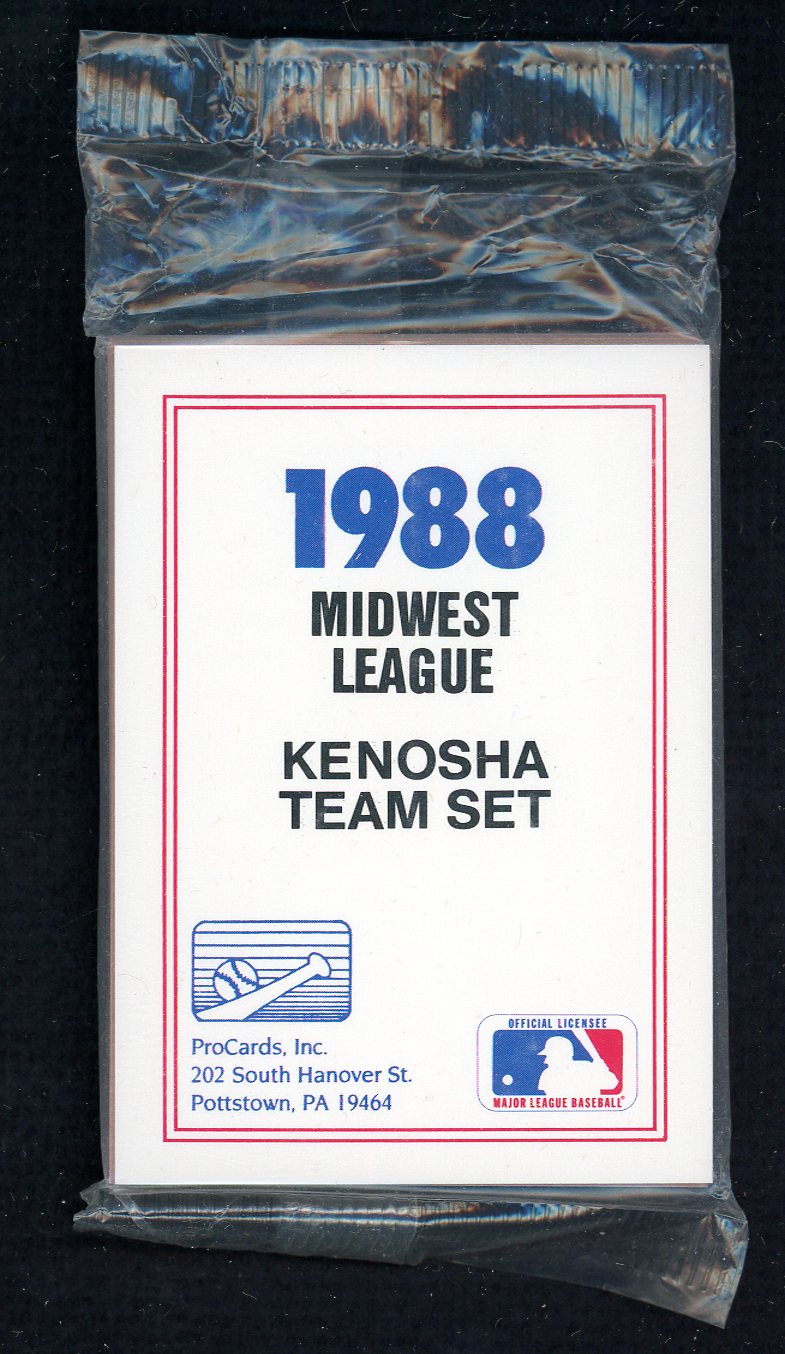 1988
MIDWEST
LEAGUE
KENOSHA
TEAM SET
ProCards, Inc.
202 South Hanover St.
Pottstown, PA 19464
OFFICIAL LICENSEE
MAJOR LEAGUE BASEBALL®